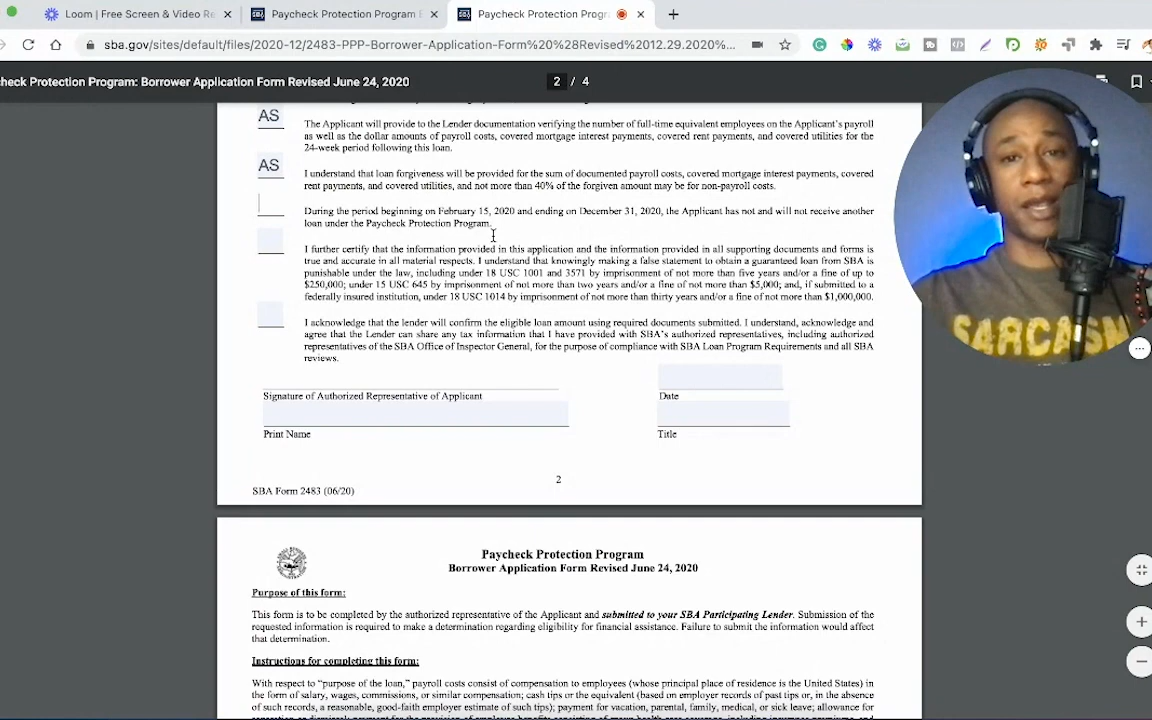 Loom | Free Screen & Video Re
Paycheck Protection Program
Paycheck Protection Progr
sba.gov/sites/default/files/2020-12/2483-PPP-Borrower-Application-Form%20%28Revised%2012.29.2020%...
check Protection Program: Borrower Application Form Revised June 24, 2020
2 / 4
AS
The Applicant will provide to the Lender documentation verifying the number of full-time equivalent employees on the Applicant's payroll
as well as the dollar amounts of payroll costs, covered mortgage interest payments, covered rent payments, and covered utilities for the
24-week period following this loan.
AS
I understand that loan forgiveness will be provided for the sum of documented payroll costs, covered mortgage interest payments, covered
rent payments, and covered utilities, and not more than 40% of the forgiven amount may be for non-payroll costs.
During the period beginning on February 15, 2020 and ending on December 31, 2020, the Applicant has not and will not receive another
loan under the Paycheck Protection Program.
I further certify that the information provided in this application and the information provided in all supporting documents and forms is
true and accurate in all material respects. I understand that knowingly making a false statement to obtain a guaranteed loan from SBA is
punishable under the law, including under 18 USC 1001 and 3571 by imprisonment of not more than five years and/or a fine of up to
$250,000; under 15 USC 645 by imprisonment of not more than two years and/or a fine of not more than $5,000; and, if submitted to a
federally insured institution, under 18 USC 1014 by imprisonment of not more than thirty years and/or a fine of not more than $1,000,000.
I acknowledge that the lender will confirm the eligible loan amount using required documents submitted. I understand, acknowledge and
agree that the Lender can share any tax information that I have provided with SBA's authorized representatives, including authorized
representatives of the SBA Office of Inspector General, for the purpose of compliance with SBA Loan Program Requirements and all SBA
reviews.
Signature of Authorized Representative of Applicant
Date
Print Name
Title
2
SBA Form 2483 (06/20)
Paycheck Protection Program
Borrower Application Form Revised June 24, 2020
Purpose of this form:
This form is to be completed by the authorized representative of the Applicant and submitted to your SBA Participating Lender. Submission of the
requested information is required to make a determination regarding eligibility for financial assistance. Failure to submit the information would affect
that determination.
Instructions for completing this form:
With respect to "purpose of the loan," payroll costs consist of compensation to employees (whose principal place of residence is the United States) in
the form of salary, wages, commissions, or similar compensation; cash tips or the equivalent (based on employer records of past tips or, in the absence
of such records, a reasonable, good-faith employer estimate of such tips); payment for vacation, parental, family, medical, or sick leave; allowance for
SARCASM